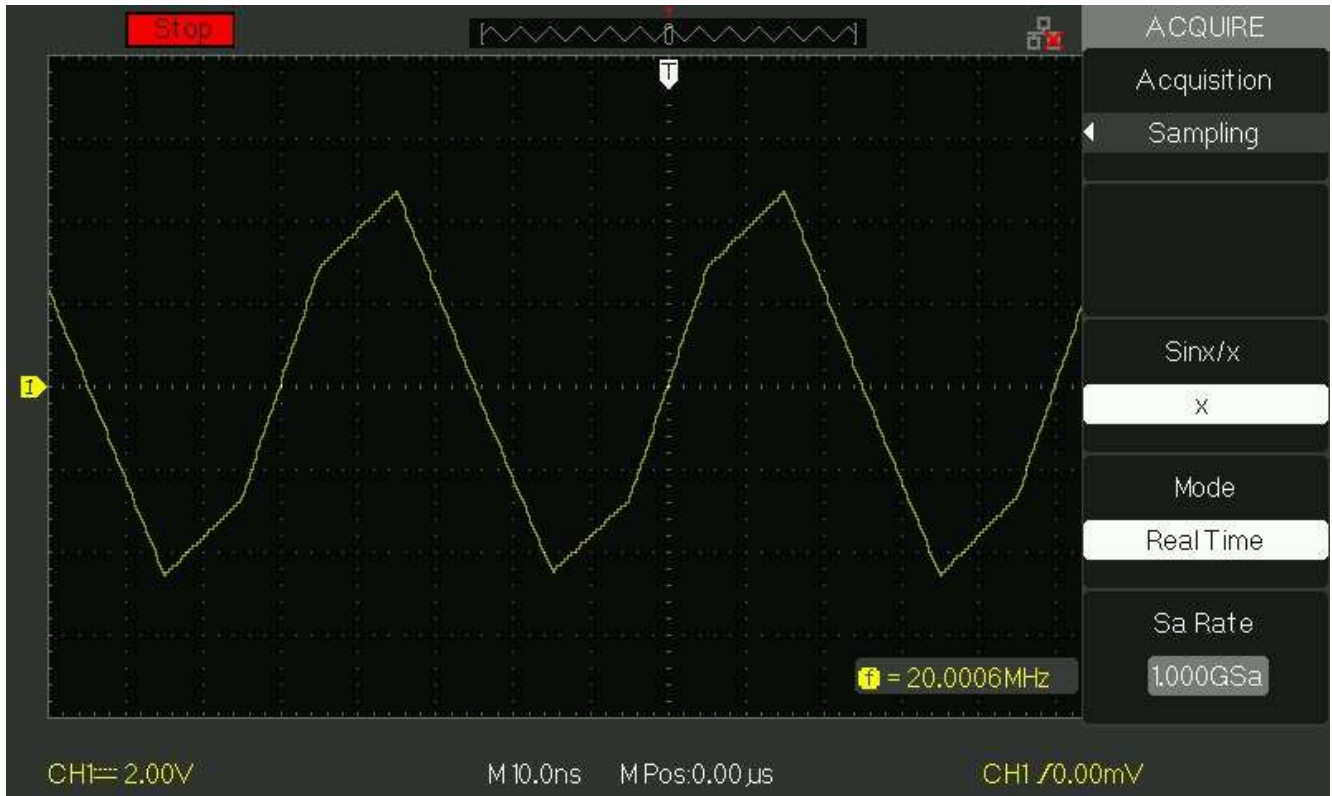 Stop
T
ACQUIRE
Acquisition
Sampling
Sinx/x
x
Mode
Real Time
Sa Rate
1.000GSa
1
f = 20.0006MHz
CH1 2.00V
M 10.0ns
M Pos:0.00µs
CH1 /0.00mV